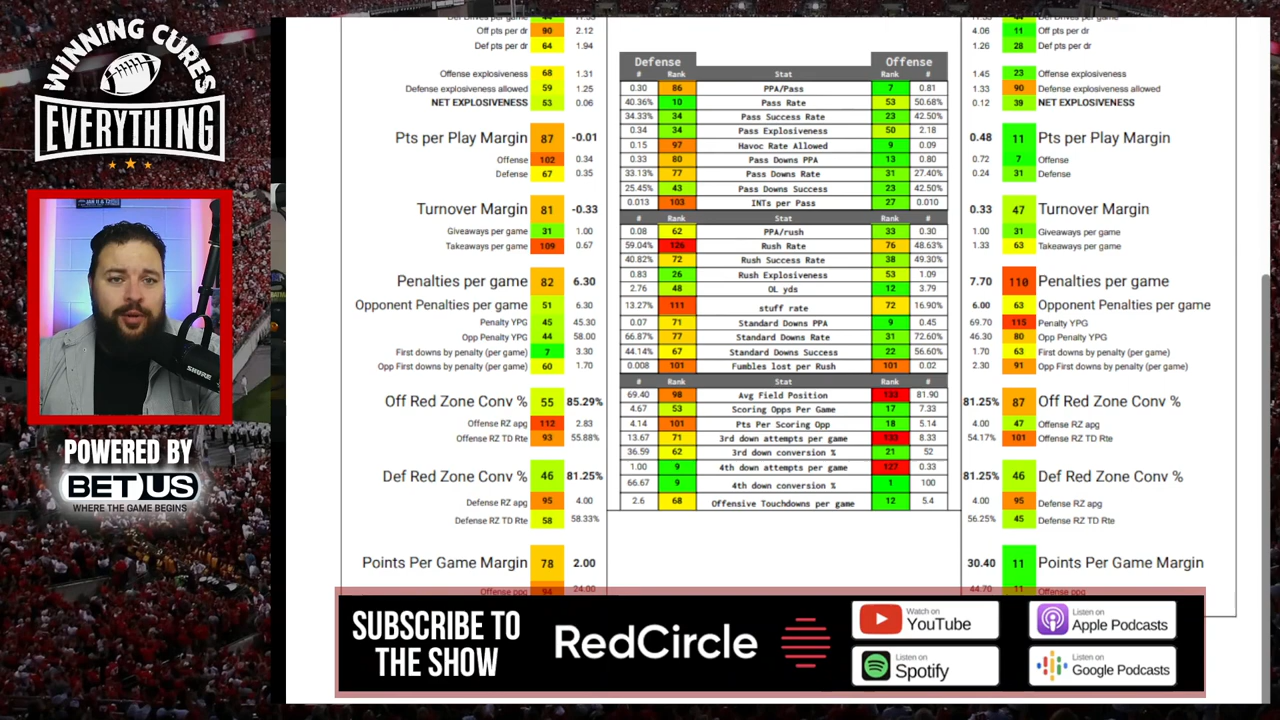 WINNING CURES
EVERYTHING
POWERED BY
BETUS
WHERE THE GAME BEGINS
SHURE
Off pts per dr 90 2.12
Def pts per dr 64 1.94
Offense explosiveness 68 1.31
Defense explosiveness allowed 59 1.25
NET EXPLOSIVENESS 53 0.06
Pts per Play Margin 87 -0.01
Offense 102 0.34
Defense 67 0.35
Turnover Margin 81 -0.33
Giveaways per game 31 1.00
Takeaways per game 109 0.67
Penalties per game 82 6.30
Opponent Penalties per game 51 6.30
Penalty YPG 45 45.30
Opp Penalty YPG 44 58.00
First downs by penalty (per game) 7 3.30
Opp First downs by penalty (per game) 60 1.70
Off Red Zone Conv % 55 85.29%
Offense RZ apg 112 2.83
Offense RZ TD Rte 93 55.88%
Def Red Zone Conv % 46 81.25%
Defense RZ apg 95 4.00
Defense RZ TD Rte 58 58.33%
Points Per Game Margin 78 2.00
Offense ppg 94 24.00
Defense Offense
# Rank Stat Rank #
0.30 86 PPA/Pass 7 0.81
40.36% 10 Pass Rate 53 50.68%
34.33% 34 Pass Success Rate 23 42.50%
0.34 34 Pass Explosiveness 50 2.18
0.15 97 Havoc Rate Allowed 9 0.09
0.33 80 Pass Downs PPA 13 0.80
33.13% 77 Pass Downs Rate 31 27.40%
25.45% 43 Pass Downs Success 23 42.50%
0.013 103 INTs per Pass 27 0.010
# Rank Stat Rank #
0.08 62 PPA/rush 33 0.30
59.04% 126 Rush Rate 76 48.63%
40.82% 72 Rush Success Rate 38 49.30%
0.83 26 Rush Explosiveness 53 1.09
2.76 48 OL yds 12 3.79
13.27% 111 stuff rate 72 16.90%
0.07 71 Standard Downs PPA 9 0.45
66.87% 77 Standard Downs Rate 31 72.60%
44.14% 67 Standard Downs Success 22 56.60%
0.008 101 Fumbles lost per Rush 101 0.02
# Rank Stat Rank #
69.40 98 Avg Field Position 133 81.90
4.67 53 Scoring Opps Per Game 17 7.33
4.14 101 Pts Per Scoring Opp 18 5.14
13.67 71 3rd down attempts per game 133 8.33
36.59 62 3rd down conversion % 21 52
1.00 9 4th down attempts per game 127 0.33
66.67 9 4th down conversion % 1 100
2.6 68 Offensive Touchdowns per game 12 5.4
4.06 11 Off pts per dr
1.26 28 Def pts per dr
1.45 23 Offense explosiveness
1.33 90 Defense explosiveness allowed
0.12 39 NET EXPLOSIVENESS
0.48 11 Pts per Play Margin
0.72 7 Offense
0.24 31 Defense
0.33 47 Turnover Margin
1.00 31 Giveaways per game
1.33 63 Takeaways per game
7.70 110 Penalties per game
6.00 63 Opponent Penalties per game
69.70 115 Penalty YPG
46.30 80 Opp Penalty YPG
1.70 63 First downs by penalty (per game)
2.30 91 Opp First downs by penalty (per game)
81.25% 87 Off Red Zone Conv %
4.00 47 Offense RZ apg
54.17% 101 Offense RZ TD Rte
81.25% 46 Def Red Zone Conv %
4.00 95 Defense RZ apg
56.25% 45 Defense RZ TD Rte
30.40 11 Points Per Game Margin
44.70 11 Offense ppg
SUBSCRIBE TO
THE SHOW
RedCircle
Watch on
YouTube
Listen on
Spotify
Listen on
Apple Podcasts
Listen on
Google Podcasts